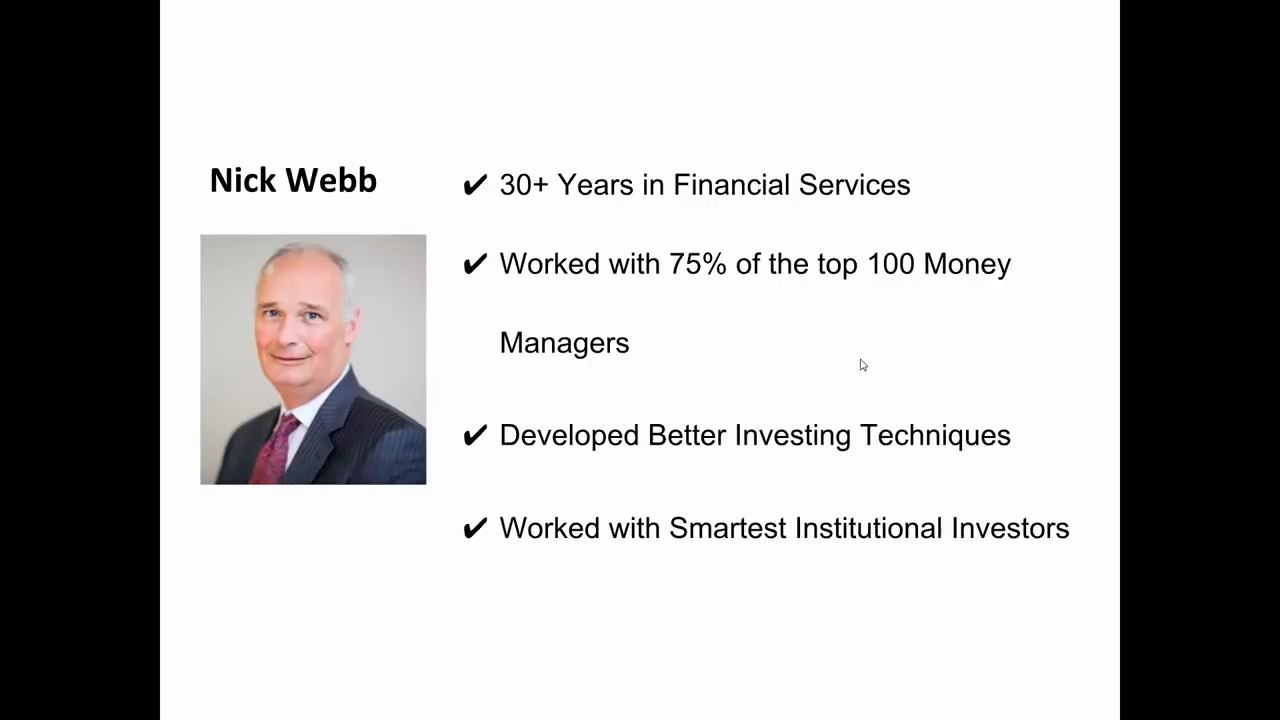 Nick Webb
✔ 30+ Years in Financial Services
✔ Worked with 75% of the top 100 Money
Managers
✔ Developed Better Investing Techniques
✔ Worked with Smartest Institutional Investors